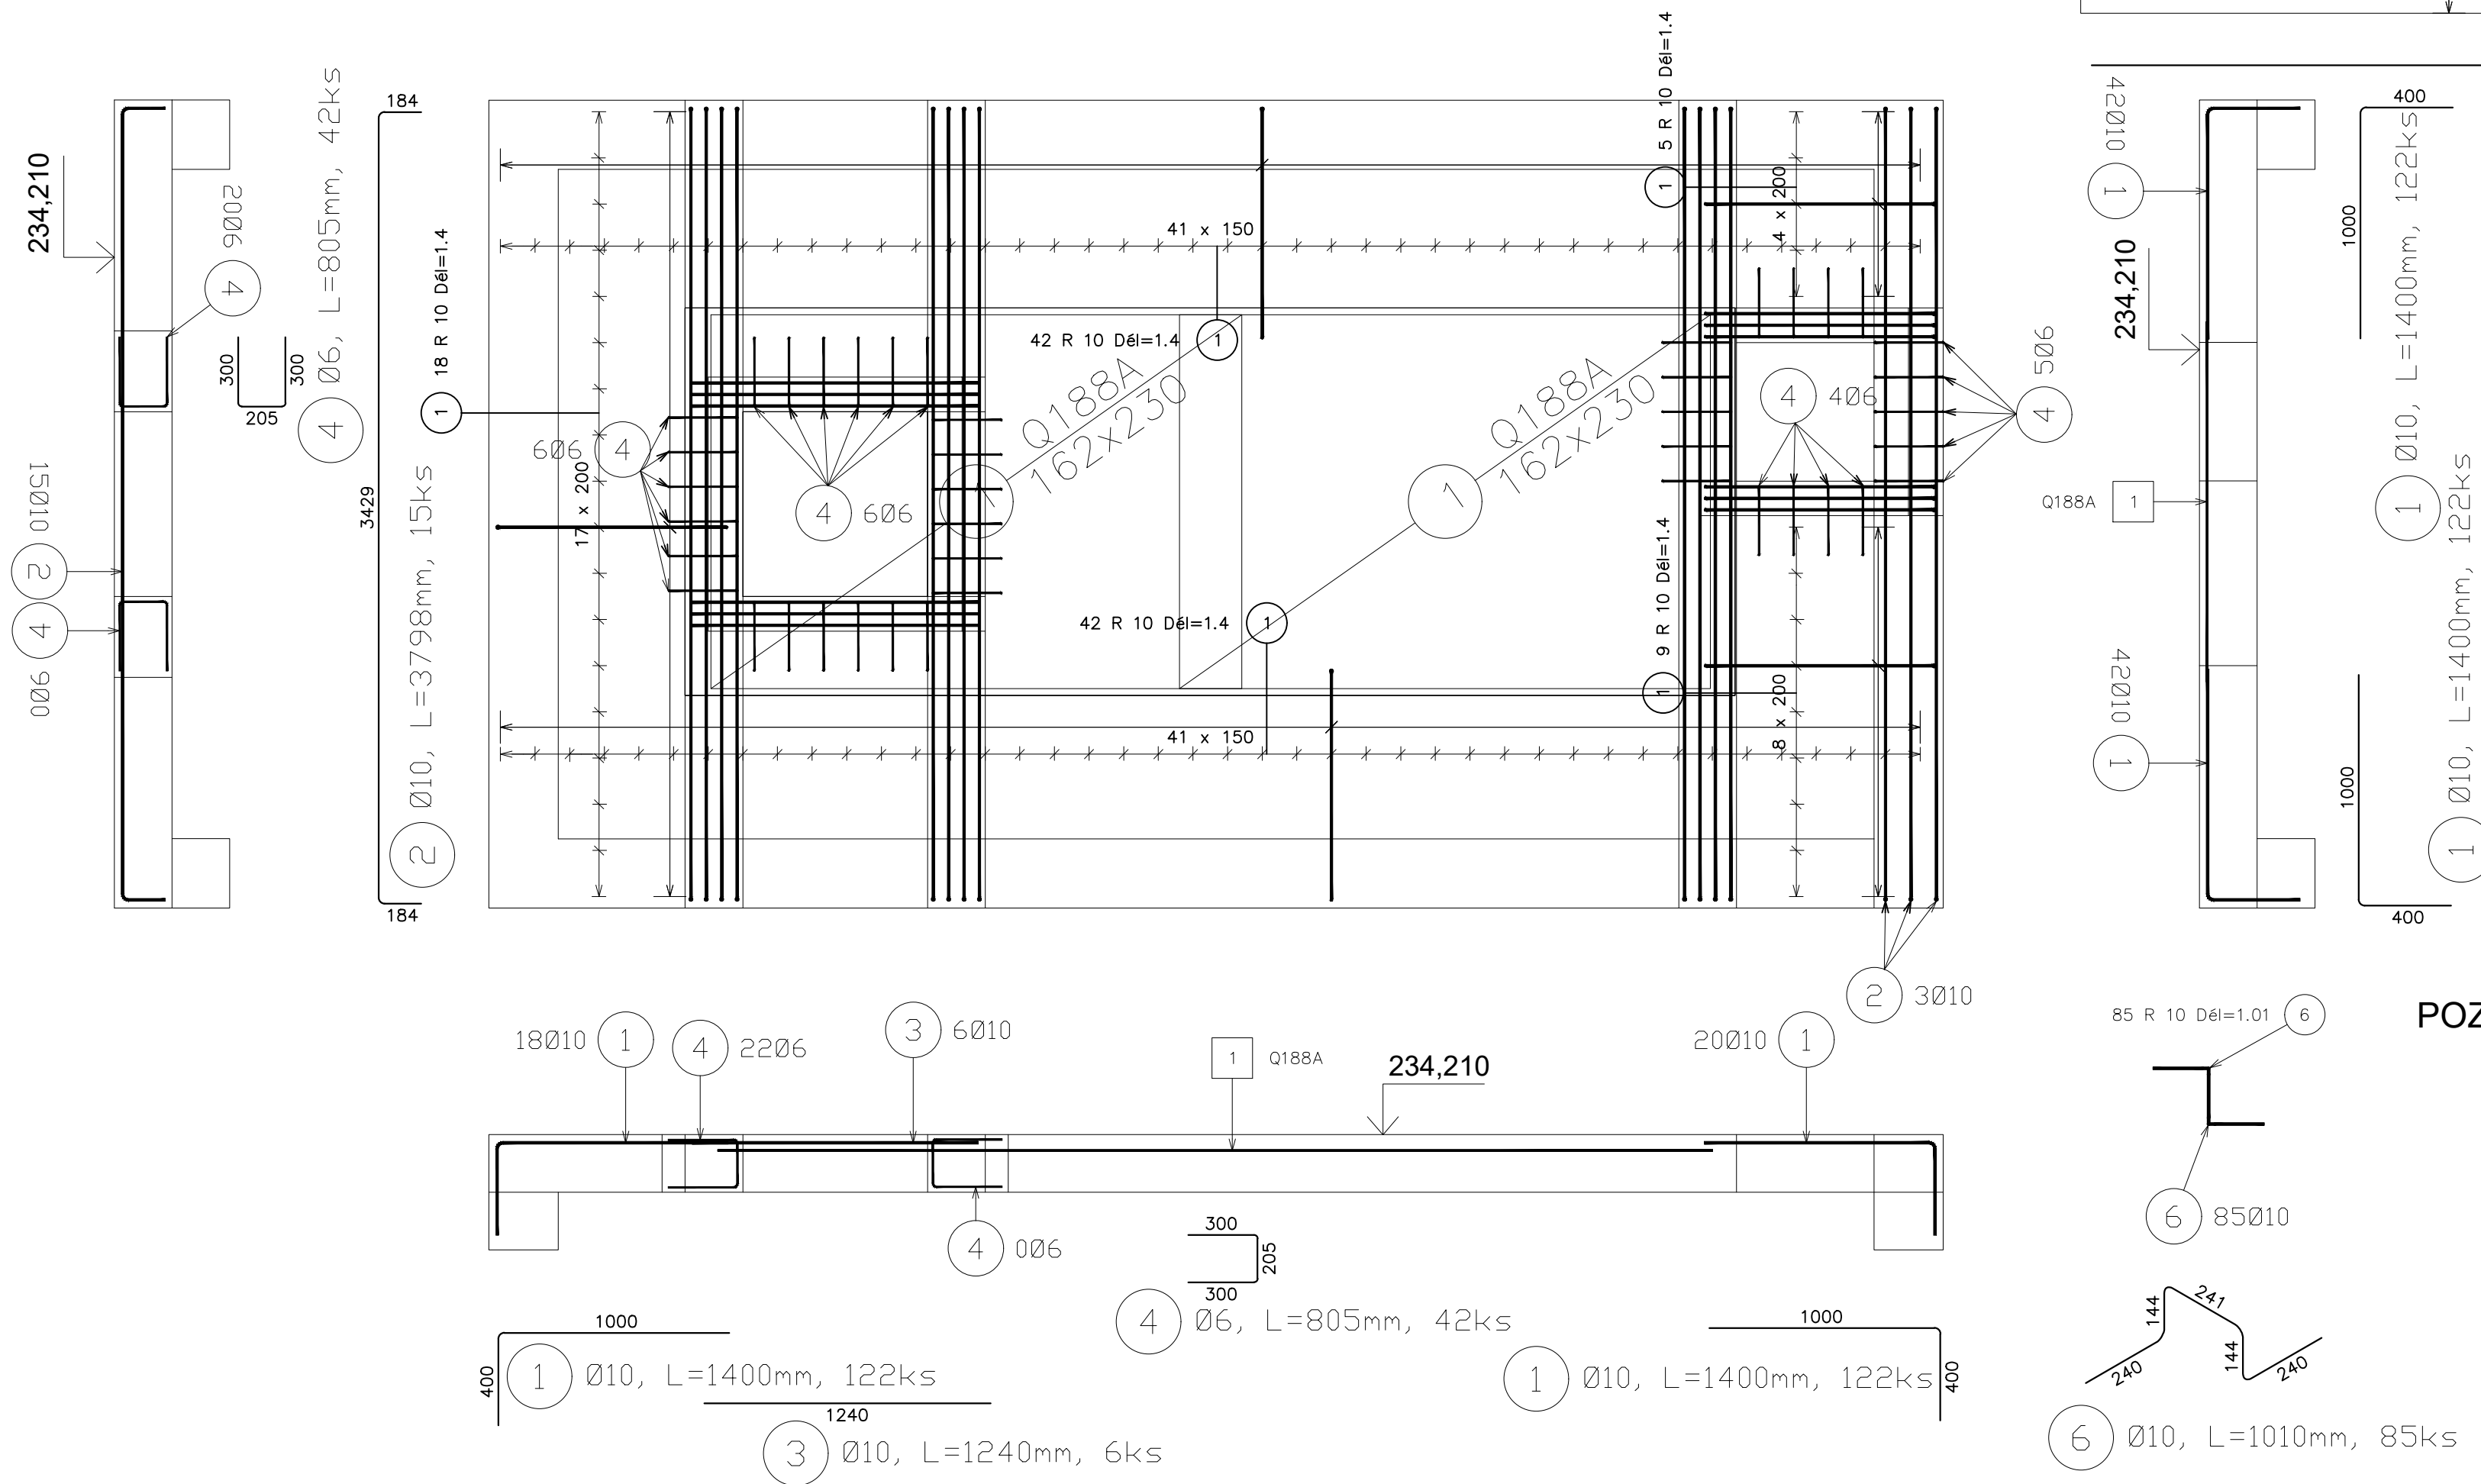 234,210
20Ø6
4
300
205
300
4 Ø6, L=805mm, 42ks
15Ø10
2
4
0Ø6
184
3429
184
2 Ø10, L=3798mm, 15ks
1 18 R 10 Dél=1.4
17 x 200
6Ø6 4
4 6Ø6
41 x 150
42 R 10 Dél=1.4 1
1
Q188A
162x230
1
Q188A
162x230
42 R 10 Dél=1.4 1
41 x 150
1 5 R 10 Dél=1.4
4 x 200
4 4Ø6
4 5Ø6
1 9 R 10 Dél=1.4
8 x 200
2 3Ø10
42Ø10
1
234,210
Q188A 1
42Ø10
1
400
1000
1 Ø10, L=1400mm, 122ks
1000
400
1 Ø10, L=1400mm, 122ks
18Ø10 1
4 22Ø6
3 6Ø10
1 Q188A
234,210
20Ø10 1
4 0Ø6
300
205
300
4 Ø6, L=805mm, 42ks
1000
400
1 Ø10, L=1400mm, 122ks
1240
3 Ø10, L=1240mm, 6ks
1000
400
1 Ø10, L=1400mm, 122ks
85 R 10 Dél=1.01 6
POZ
6 85Ø10
240
144
241
144
240
6 Ø10, L=1010mm, 85ks